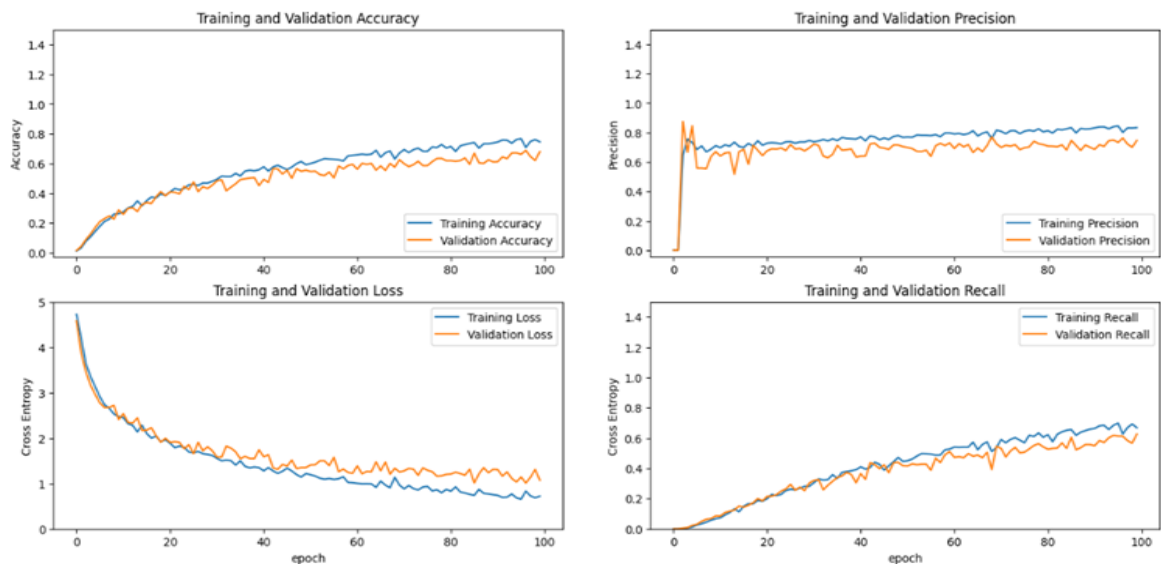 Training and Validation Accuracy
1.4
1.2
1.0
0.8
0.6
0.4
0.2
0.0
Accuracy
Training Accuracy
Validation Accuracy
0 20 40 60 80 100
Training and Validation Precision
1.4
1.2
1.0
0.8
0.6
0.4
0.2
0.0
Precision
Training Precision
Validation Precision
0 20 40 60 80 100
Training and Validation Loss
5
4
3
2
1
0
Cross Entropy
Training Loss
Validation Loss
0 20 40 60 80 100
epoch
Training and Validation Recall
1.4
1.2
1.0
0.8
0.6
0.4
0.2
0.0
Cross Entropy
Training Recall
Validation Recall
0 20 40 60 80 100
epoch